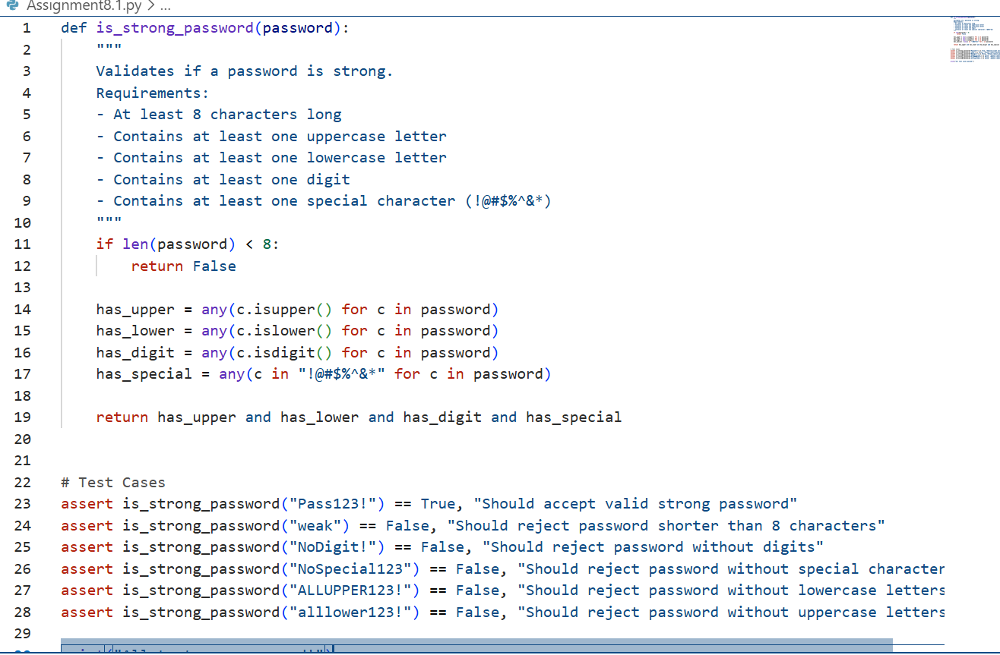 Assignment8.1.py > ...
1 def is_strong_password(password):
2     """
3     Validates if a password is strong.
4     Requirements:
5     - At least 8 characters long
6     - Contains at least one uppercase letter
7     - Contains at least one lowercase letter
8     - Contains at least one digit
9     - Contains at least one special character (!@#$%^&*)
10     """
11     if len(password) < 8:
12         return False
13
14     has_upper = any(c.isupper() for c in password)
15     has_lower = any(c.islower() for c in password)
16     has_digit = any(c.isdigit() for c in password)
17     has_special = any(c in "!@#$%^&*" for c in password)
18
19     return has_upper and has_lower and has_digit and has_special
20
21
22 # Test Cases
23 assert is_strong_password("Pass123!") == True, "Should accept valid strong password"
24 assert is_strong_password("weak") == False, "Should reject password shorter than 8 characters"
25 assert is_strong_password("NoDigit!") == False, "Should reject password without digits"
26 assert is_strong_password("NoSpecial123") == False, "Should reject password without special character
27 assert is_strong_password("ALLUPPER123!") == False, "Should reject password without lowercase letters
28 assert is_strong_password("alllower123!") == False, "Should reject password without uppercase letters
29